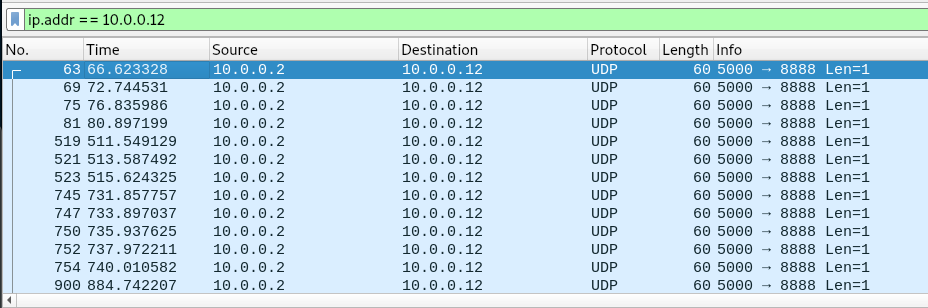 ip.addr == 10.0.0.12
No. Time Source Destination Protocol Length Info
63 66.623328 10.0.0.2 10.0.0.12 UDP 60 5000 → 8888 Len=1
69 72.744531 10.0.0.2 10.0.0.12 UDP 60 5000 → 8888 Len=1
75 76.835986 10.0.0.2 10.0.0.12 UDP 60 5000 → 8888 Len=1
81 80.897199 10.0.0.2 10.0.0.12 UDP 60 5000 → 8888 Len=1
519 511.549129 10.0.0.2 10.0.0.12 UDP 60 5000 → 8888 Len=1
521 513.587492 10.0.0.2 10.0.0.12 UDP 60 5000 → 8888 Len=1
523 515.624325 10.0.0.2 10.0.0.12 UDP 60 5000 → 8888 Len=1
745 731.857757 10.0.0.2 10.0.0.12 UDP 60 5000 → 8888 Len=1
747 733.897037 10.0.0.2 10.0.0.12 UDP 60 5000 → 8888 Len=1
750 735.937625 10.0.0.2 10.0.0.12 UDP 60 5000 → 8888 Len=1
752 737.972211 10.0.0.2 10.0.0.12 UDP 60 5000 → 8888 Len=1
754 740.010582 10.0.0.2 10.0.0.12 UDP 60 5000 → 8888 Len=1
900 884.742207 10.0.0.2 10.0.0.12 UDP 60 5000 → 8888 Len=1